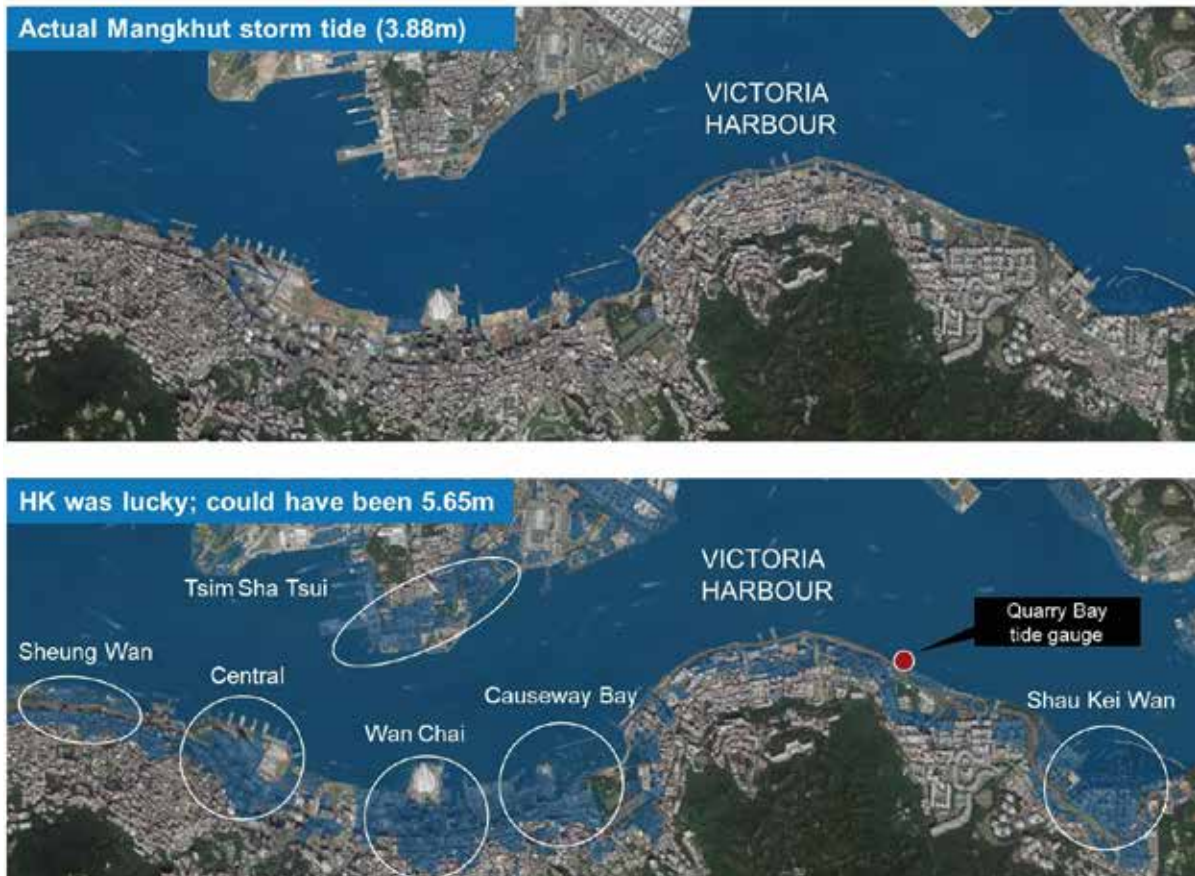 Actual Mangkhut storm tide (3.88m)
VICTORIA
HARBOUR
HK was lucky; could have been 5.65m
VICTORIA
HARBOUR
Tsim Sha Tsui
Quarry Bay
tide gauge
Sheung Wan
Central
Causeway Bay
Shau Kei Wan
Wan Chai